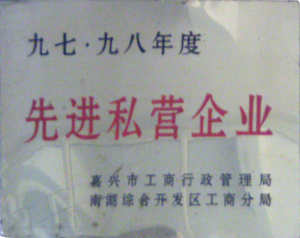 九七·九八年度
先进私营企业
嘉兴市工商行政管理局
南湖综合开发区工商分局